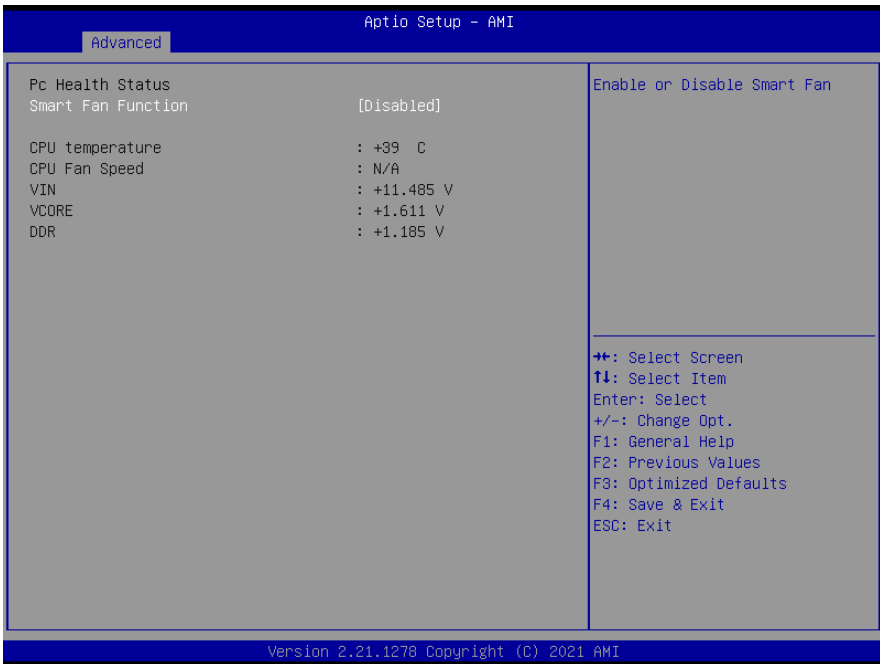 Aptio Setup – AMI
Advanced
Pc Health Status
Smart Fan Function [Disabled]
CPU temperature : +39 C
CPU Fan Speed : N/A
VIN : +11.485 V
VCORE : +1.611 V
DDR : +1.185 V
Enable or Disable Smart Fan
→←: Select Screen
↑↓: Select Item
Enter: Select
+/-: Change Opt.
F1: General Help
F2: Previous Values
F3: Optimized Defaults
F4: Save & Exit
ESC: Exit
Version 2.21.1278 Copyright (C) 2021 AMI